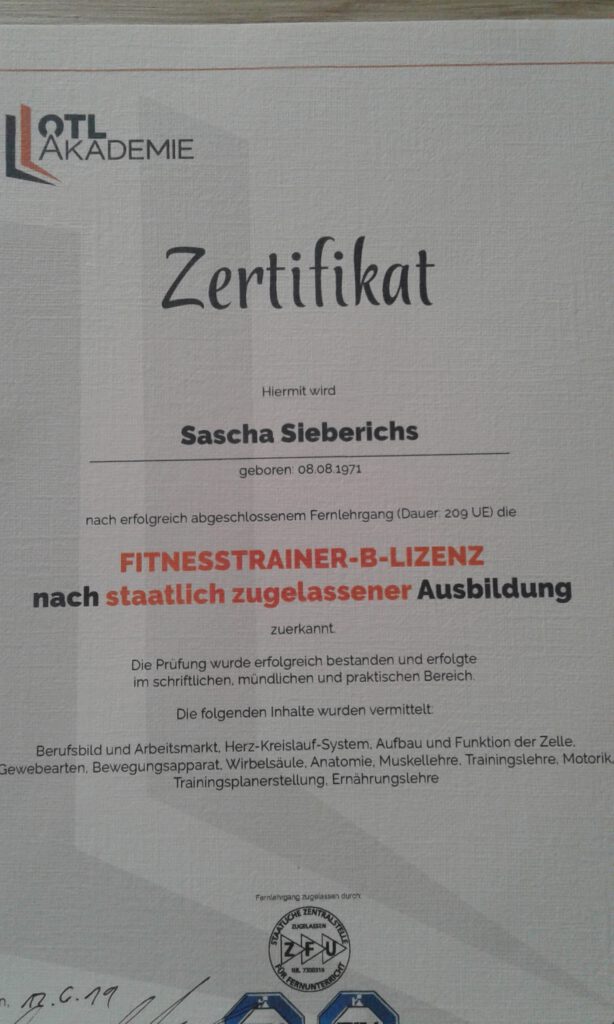 OTL
AKADEMIE
Zertifikat
Hiermit wird
Sascha Sieberichs
geboren: 08.08.1971
nach erfolgreich abgeschlossenem Fernlehrgang (Dauer: 209 UE) die
FITNESSTRAINER-B-LIZENZ
nach staatlich zugelassener Ausbildung
zuerkannt.
Die Prüfung wurde erfolgreich bestanden und erfolgte
im schriftlichen, mündlichen und praktischen Bereich.
Die folgenden Inhalte wurden vermittelt:
Berufsbild und Arbeitsmarkt, Herz-Kreislauf-System, Aufbau und Funktion der Zelle,
Gewebearten, Bewegungsapparat, Wirbelsäule, Anatomie, Muskellehre, Trainingslehre, Motorik,
Trainingsplanerstellung, Ernährungslehre
Fernlehrgang zugelassen durch:
STAATLICHE ZENTRALSTELLE
ZUGELASSEN
ZFU
FÜR FERNUNTERRICHT